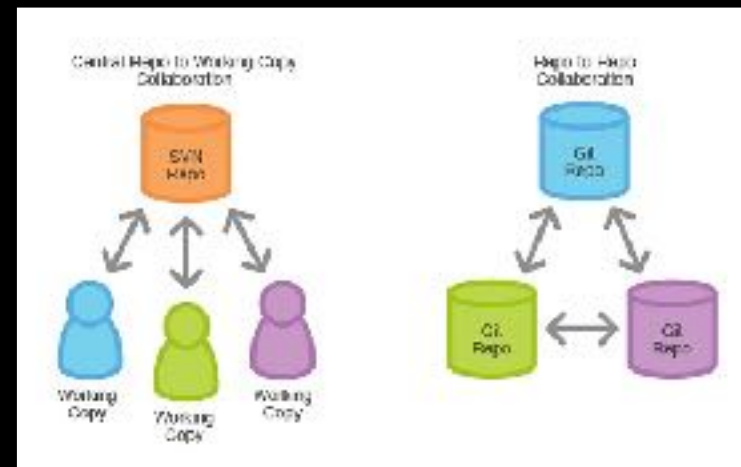 Central Repo to Working Copy
Collaboration
SVN
Repo
Working
Copy
Working
Copy
Working
Copy
Repo to Repo
Collaboration
Git
Repo
Git
Repo
Git
Repo